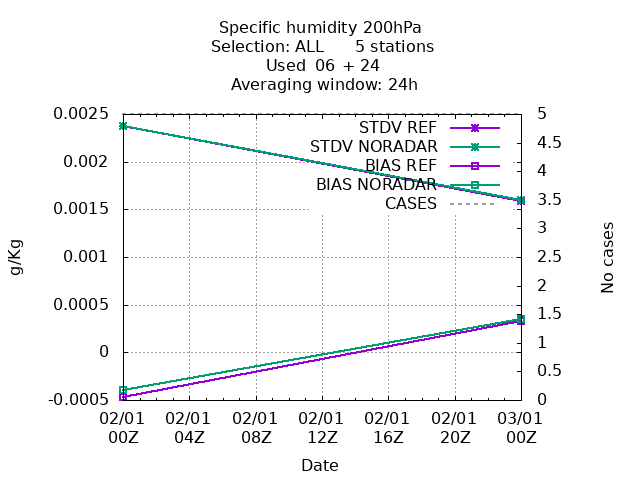 Specific humidity 200hPa
Selection: ALL 5 stations
Used 06 + 24
Averaging window: 24h
0.0025
0.002
0.0015
0.001
0.0005
0
-0.0005
g/Kg
STDV REF
STDV NORADAR
BIAS REF
BIAS NORADAR
CASES
5
4.5
4
3.5
3
2.5
2
1.5
1
0.5
0
No cases
02/01 02/01 02/01 02/01 02/01 02/01 03/01
00Z 04Z 08Z 12Z 16Z 20Z 00Z
Date